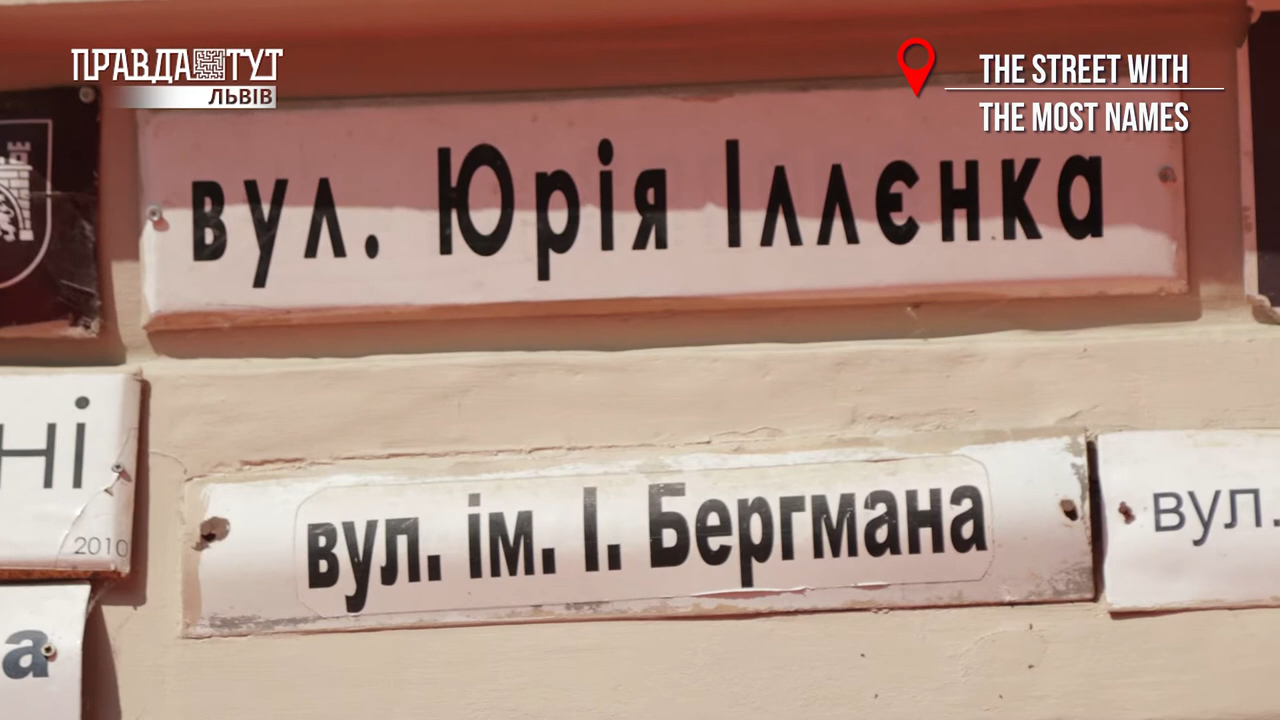 ПРАВДА ТУТ
ЛЬВІВ
THE STREET WITH
THE MOST NAMES
вул. Юрія Іллєнка
ні
2010
вул. ім. І. Бергмана
вул.
а